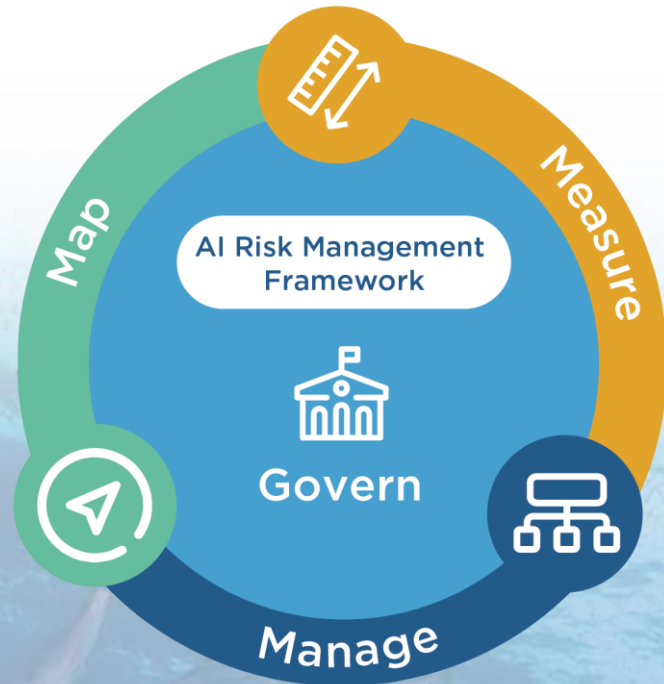 Map
Measure
AI Risk Management
Framework
Govern
Manage